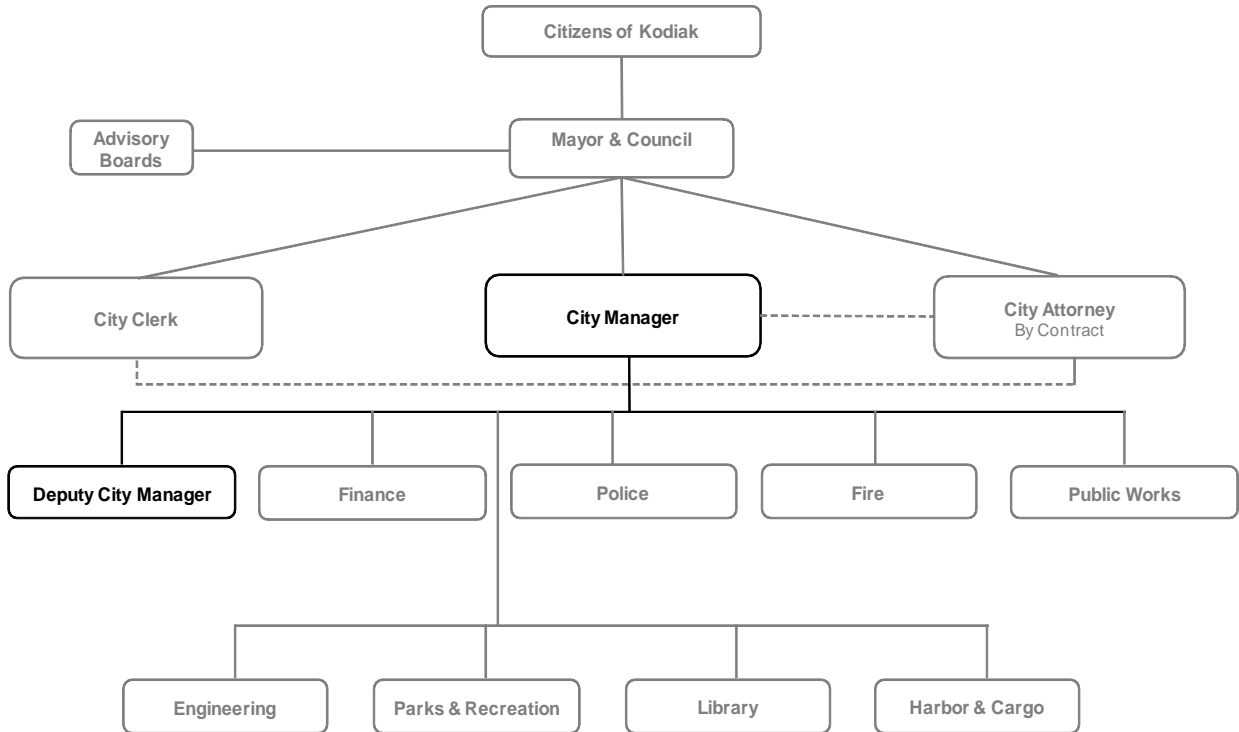 Citizens of Kodiak
Advisory
Boards
Mayor & Council
City Clerk
City Manager
City Attorney
By Contract
Deputy City Manager
Finance
Police
Fire
Public Works
Engineering
Parks & Recreation
Library
Harbor & Cargo